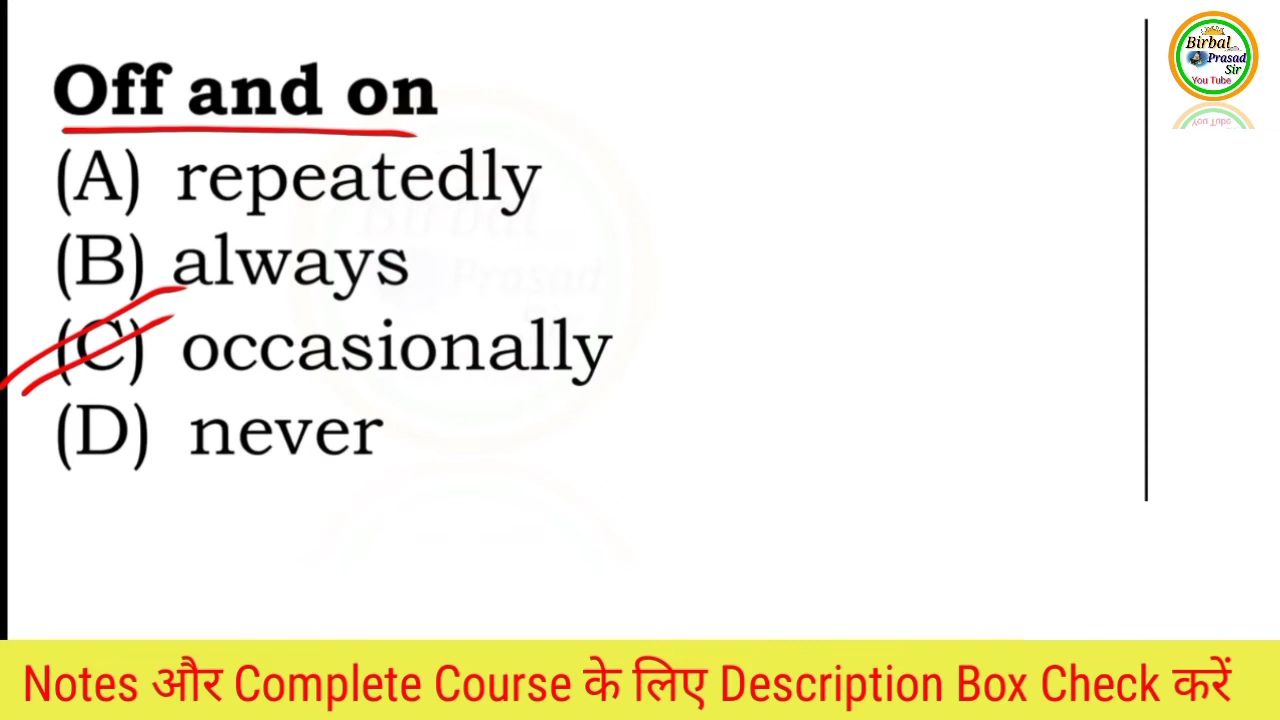 Off and on
(A) repeatedly
(B) always
(C) occasionally
(D) never
Birbal
Prasad
Sir
You Tube
Notes और Complete Course के लिए Description Box Check करें